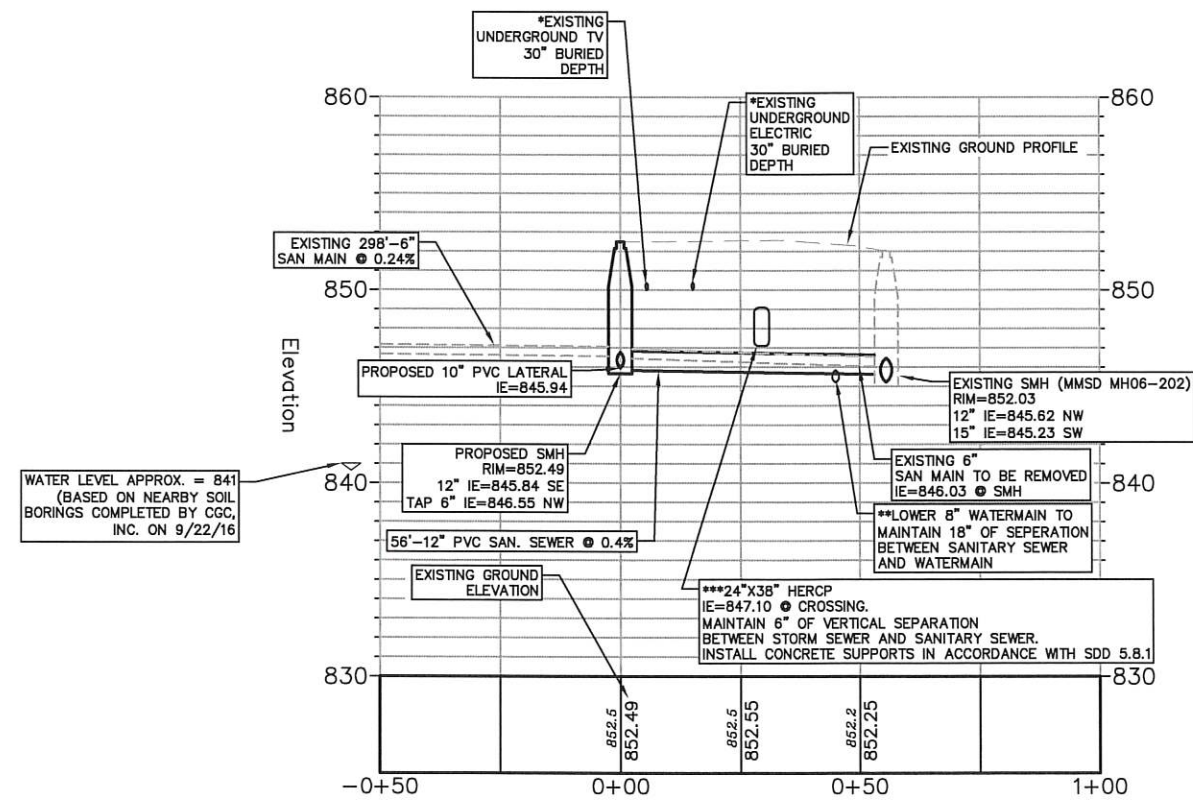 *EXISTING
UNDERGROUND TV
30" BURIED
DEPTH
860
860
*EXISTING
UNDERGROUND
ELECTRIC
30" BURIED
DEPTH
EXISTING GROUND PROFILE
EXISTING 298'-6"
SAN MAIN @ 0.24%
850
850
Elevation
PROPOSED 10" PVC LATERAL
IE=845.94
EXISTING SMH (MMSD MH06-202)
RIM=852.03
12" IE=845.62 NW
15" IE=845.23 SW
PROPOSED SMH
RIM=852.49
12" IE=845.84 SE
TAP 6" IE=846.55 NW
EXISTING 6"
SAN MAIN TO BE REMOVED
IE=846.03 @ SMH
WATER LEVEL APPROX. = 841
(BASED ON NEARBY SOIL
BORINGS COMPLETED BY CGC,
INC. ON 9/22/16
840
840
**LOWER 8" WATERMAIN TO
MAINTAIN 18" OF SEPERATION
BETWEEN SANITARY SEWER
AND WATERMAIN
56'-12" PVC SAN. SEWER @ 0.4%
EXISTING GROUND
ELEVATION
***24"X38" HERCP
IE=847.10 @ CROSSING.
MAINTAIN 6" OF VERTICAL SEPARATION
BETWEEN STORM SEWER AND SANITARY SEWER.
INSTALL CONCRETE SUPPORTS IN ACCORDANCE WITH SDD 5.8.1
830
830
852.5
852.49
852.5
852.55
852.2
852.25
-0+50
0+00
0+50
1+00